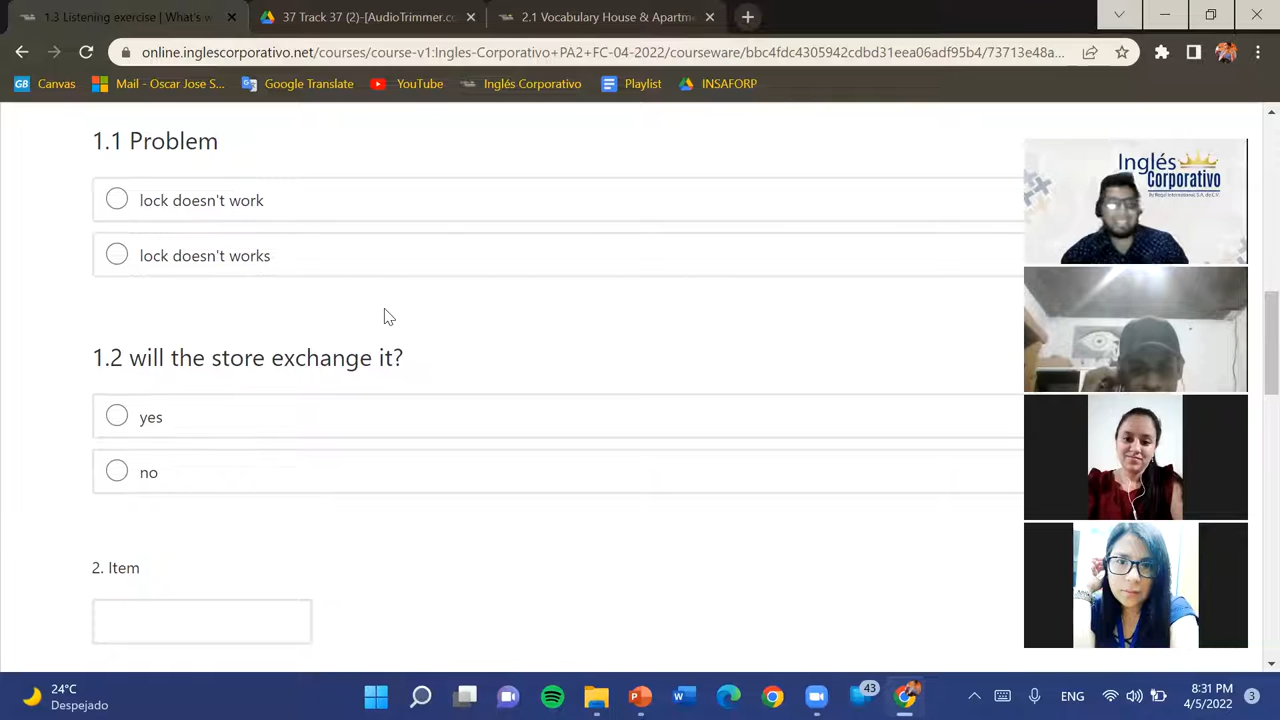 1.3 Listening exercise | What's w
37 Track 37 (2)-[AudioTrimmer.co
2.1 Vocabulary House & Apartm
online.inglescorporativo.net/courses/course-v1:Ingles-Corporativo+PA2+FC-04-2022/courseware/bbc4fdc4305942cdbd31eea06adf95b4/73713e48a...
GB Canvas
Mail - Oscar Jose S...
Google Translate
YouTube
Inglés Corporativo
Playlist
INSAFORP
1.1 Problem
lock doesn't work
lock doesn't works
1.2 will the store exchange it?
yes
no
2. Item
Inglés
Corporativo
24°C
Despejado
43
ENG
8:31 PM
4/5/2022
3